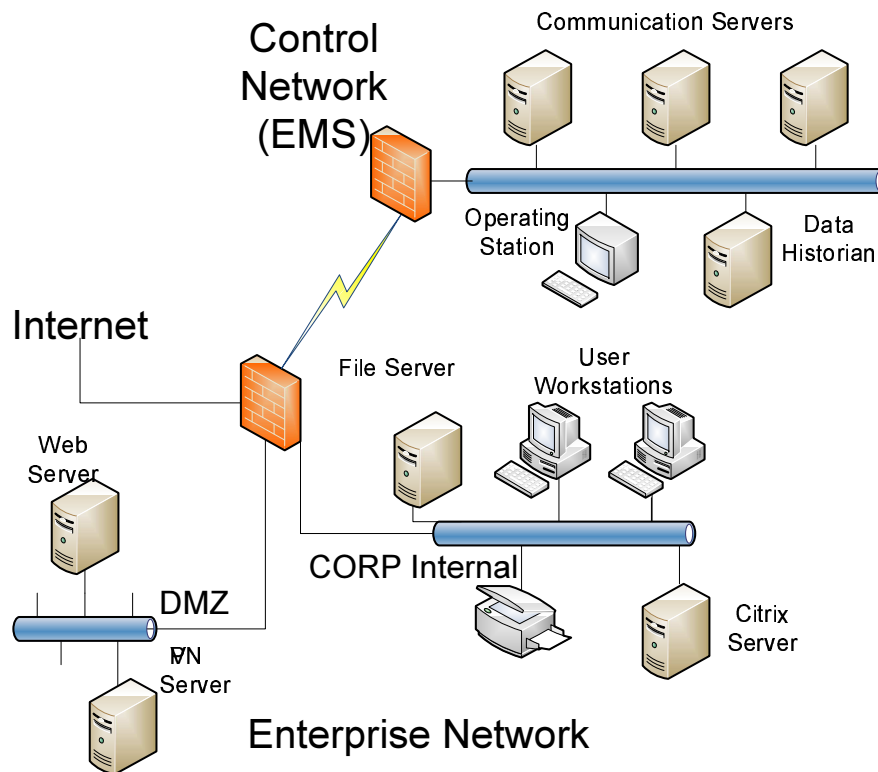 Control
Network
(EMS)
Communication Servers
Operating
Station
Data
Historian
Internet
File Server
User
Workstations
Web
Server
CORP Internal
DMZ
Citrix
Server
Server
Enterprise Network